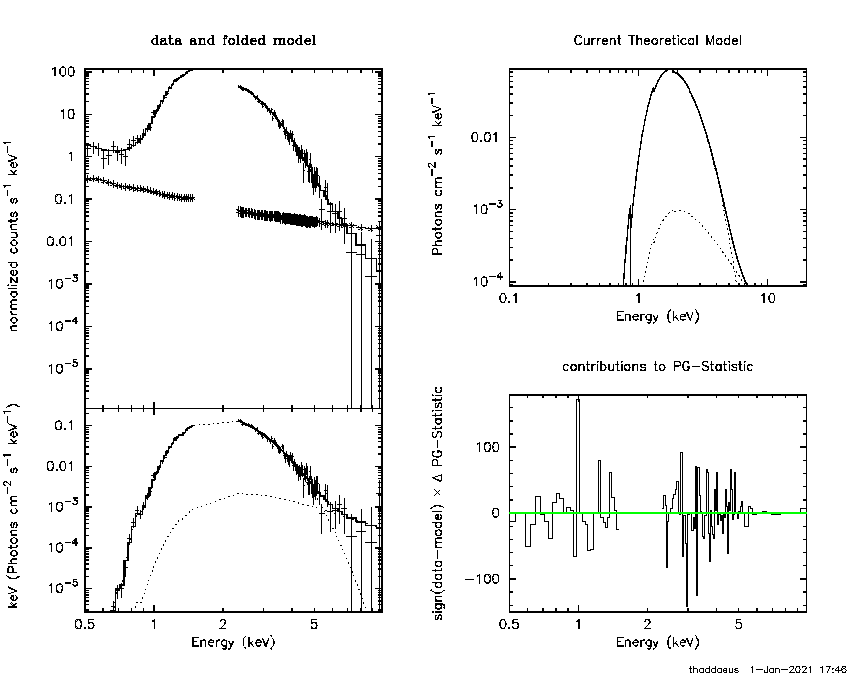 data and folded model
normalized counts s⁻¹ keV⁻¹
100
10
1
0.1
0.01
10⁻³
10⁻⁴
10⁻⁵
keV (Photons cm⁻² s⁻¹ keV⁻¹)
0.1
0.01
10⁻³
10⁻⁴
10⁻⁵
0.5 1 2 5
Energy (keV)
Current Theoretical Model
Photons cm⁻² s⁻¹ keV⁻¹
0.01
10⁻³
10⁻⁴
0.1 1 10
Energy (keV)
contributions to PG-Statistic
sign(data-model) × Δ PG-Statistic
100
0
-100
0.5 1 2 5
Energy (keV)
thaddaeus 1-Jan-2021 17:46